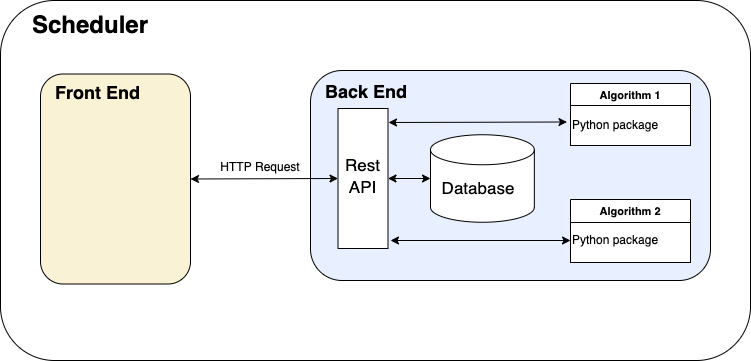 Scheduler
Front End
Back End
Algorithm 1
Python package
HTTP Request
Rest
API
Database
Algorithm 2
Python package